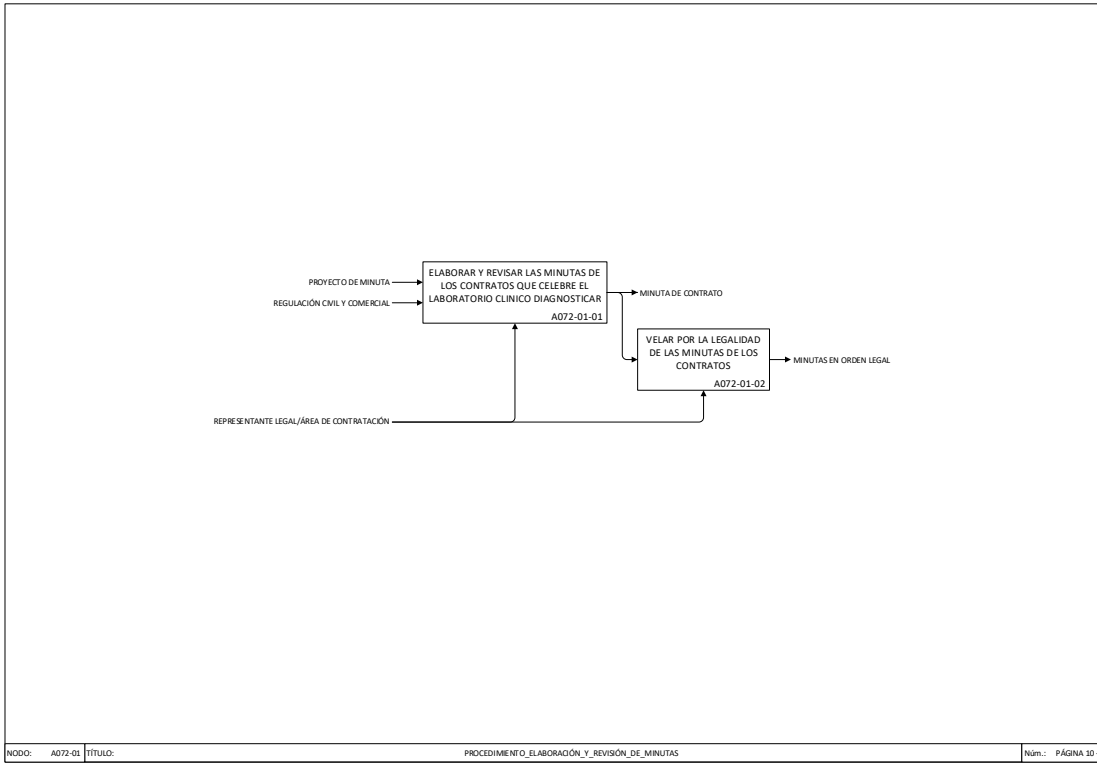 PROYECTO DE MINUTA
REGULACIÓN CIVIL Y COMERCIAL
ELABORAR Y REVISAR LAS MINUTAS DE
LOS CONTRATOS QUE CELEBRE EL
LABORATORIO CLINICO DIAGNOSTICAR
A072-01-01
MINUTA DE CONTRATO
VELAR POR LA LEGALIDAD
DE LAS MINUTAS DE LOS
CONTRATOS
A072-01-02
MINUTAS EN ORDEN LEGAL
REPRESENTANTE LEGAL/ÁREA DE CONTRATACIÓN
NODO: A072-01 TÍTULO: PROCEDIMIENTO_ELABORACIÓN_Y_REVISIÓN_DE_MINUTAS Núm.: PÁGINA 10 -